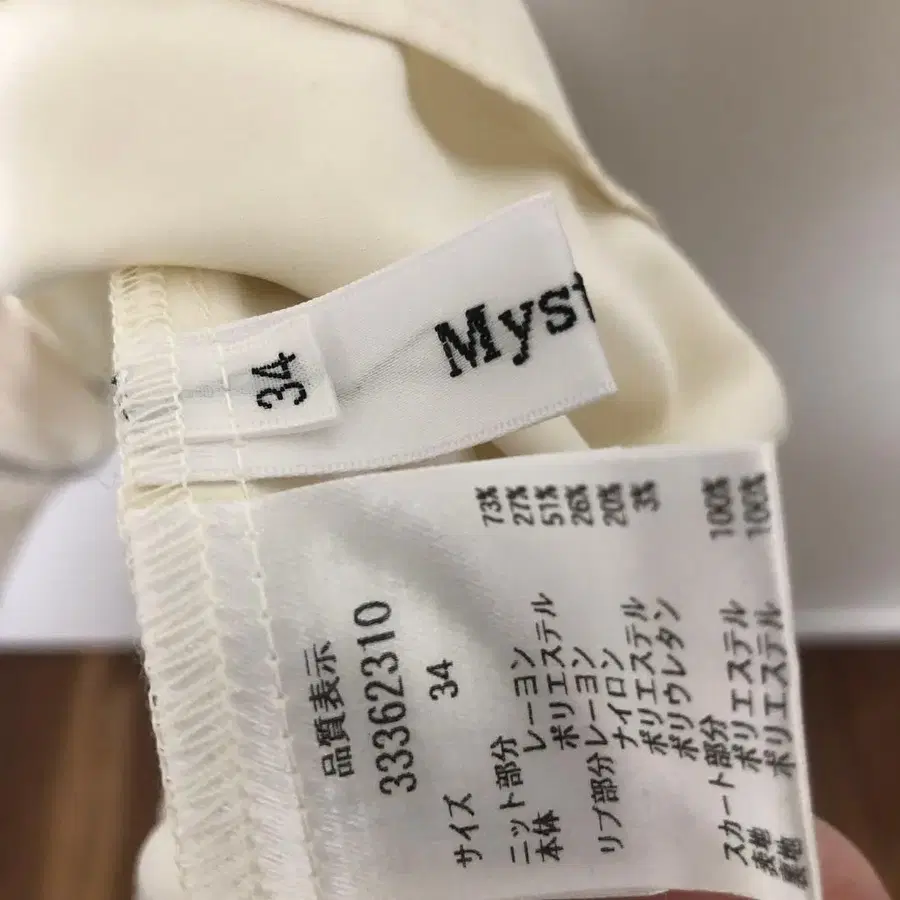 Myst
34
品質表示
33362310
サイズ 34
ニット部分
本体 レーヨン 73%
ポリエステル 27%
リブ部分 レーヨン 51%
ナイロン 26%
ポリエステル 20%
ポリウレタン 3%
スカート部分
表地 ポリエステル 100%
裏地 ポリエステル 100%